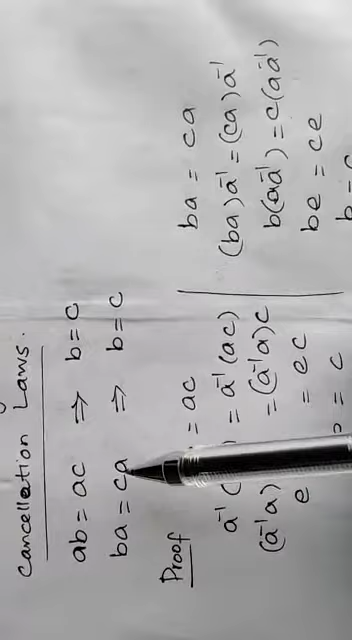 Cancellation Laws.
ab = ac ⇒ b = c
ba = ca ⇒ b = c
Proof
= ac
a⁻¹( ) = a⁻¹(ac)
(a⁻¹a) = (a⁻¹a)c
e = ec
= c
ba = ca
(ba)a⁻¹ = (ca)a⁻¹
b(aa⁻¹) = c(aa⁻¹)
be = ce
b =